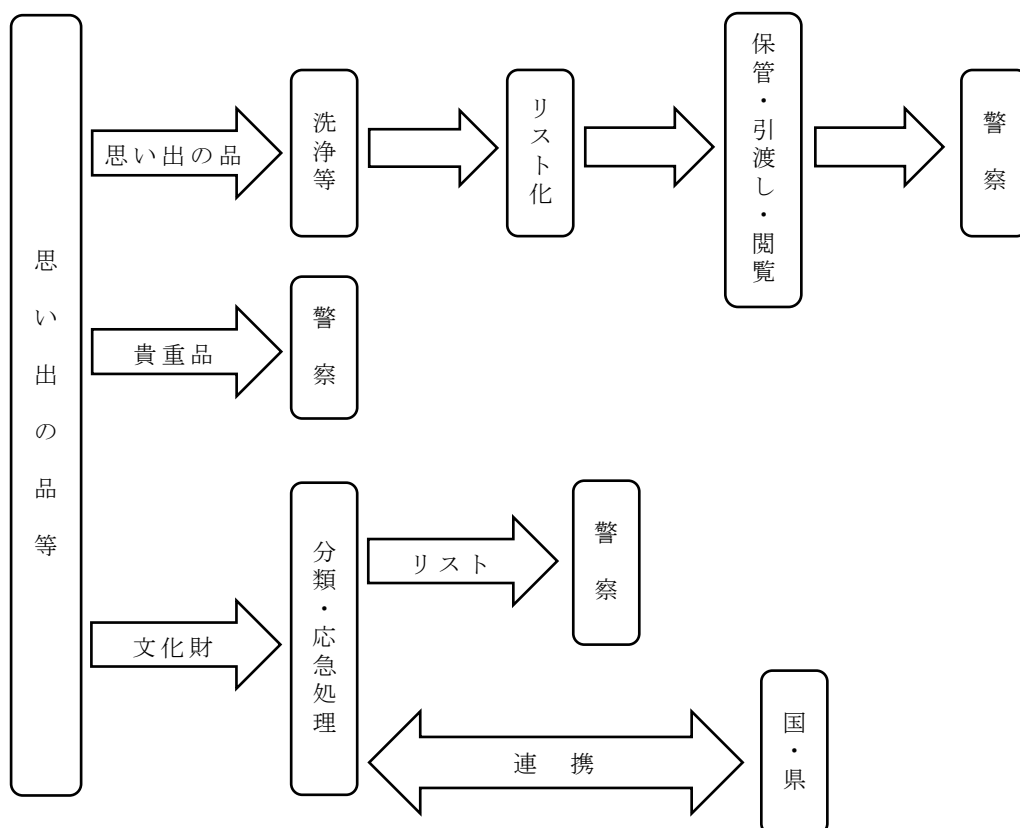 思い出の品等
思い出の品
洗浄等
リスト化
保管・引渡し・閲覧
警察
貴重品
警察
文化財
分類・応急処理
リスト
警察
連携
国・県